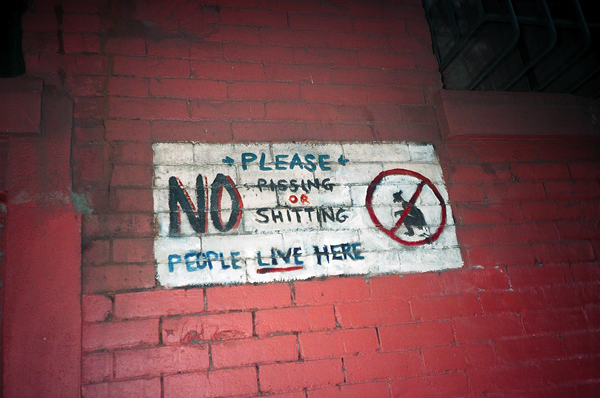 PLEASE
NO PISSING
OR
SHITTING
PEOPLE LIVE HERE